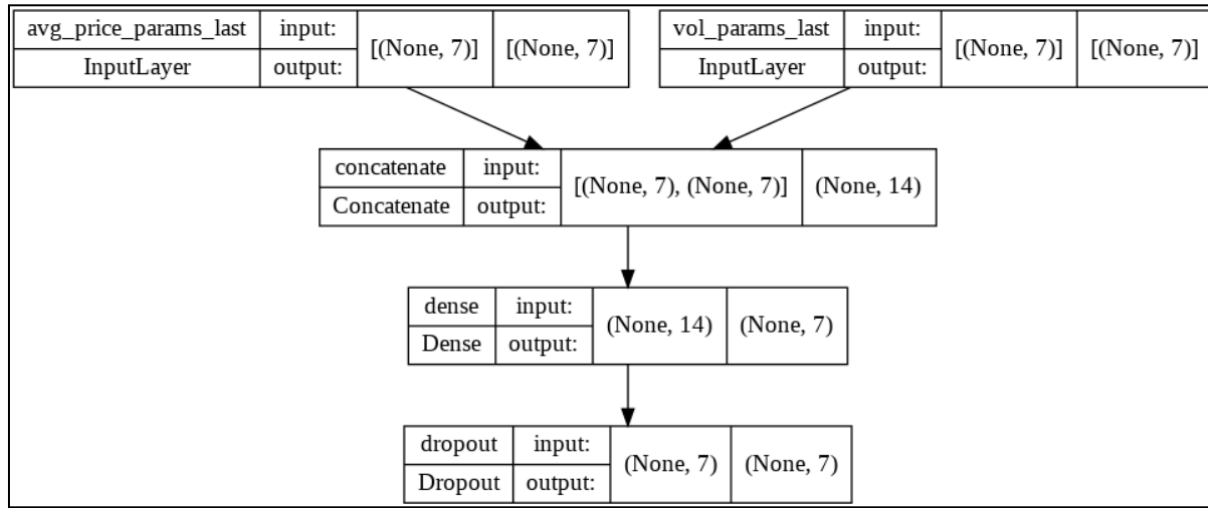 avg_price_params_last input: [(None, 7)] [(None, 7)]
InputLayer output:
vol_params_last input: [(None, 7)] [(None, 7)]
InputLayer output:
concatenate input: [(None, 7), (None, 7)] (None, 14)
Concatenate output:
dense input: (None, 14) (None, 7)
Dense output:
dropout input: (None, 7) (None, 7)
Dropout output: